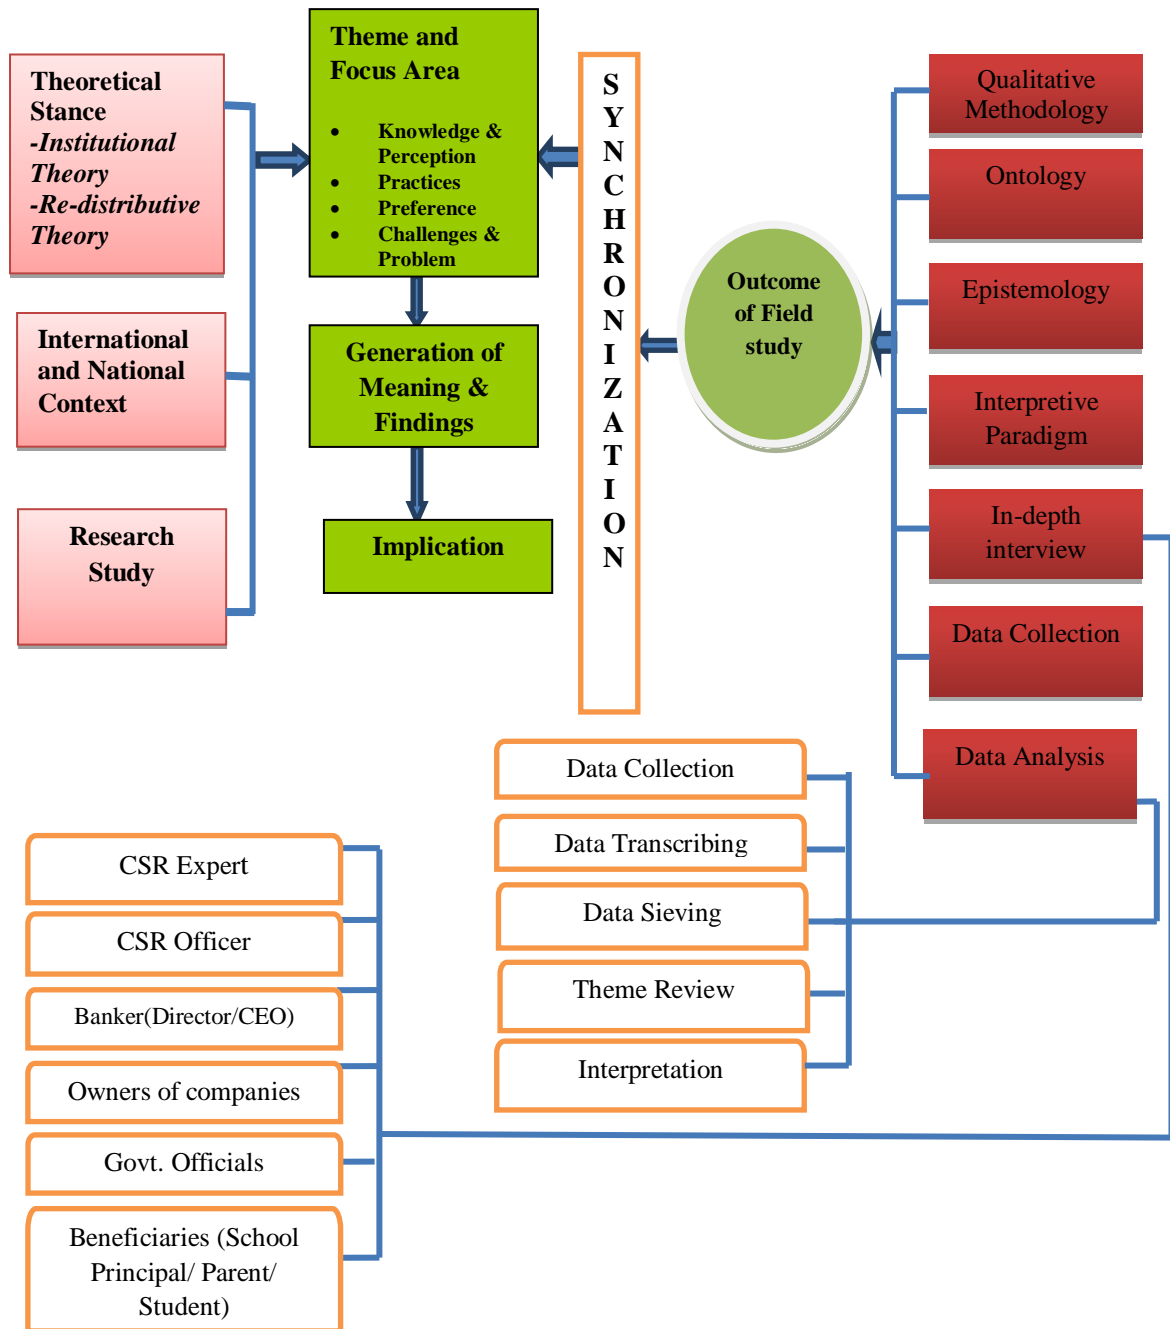 Theoretical
Stance
-Institutional
Theory
-Re-distributive
Theory
International
and National
Context
Research
Study
Theme and
Focus Area
• Knowledge &
Perception
• Practices
• Preference
• Challenges &
Problem
Generation of
Meaning &
Findings
Implication
S
Y
N
C
H
R
O
N
I
Z
A
T
I
O
N
Outcome
of Field
study
Qualitative
Methodology
Ontology
Epistemology
Interpretive
Paradigm
In-depth
interview
Data Collection
Data Analysis
Data Collection
Data Transcribing
Data Sieving
Theme Review
Interpretation
CSR Expert
CSR Officer
Banker(Director/CEO)
Owners of companies
Govt. Officials
Beneficiaries (School
Principal/ Parent/
Student)